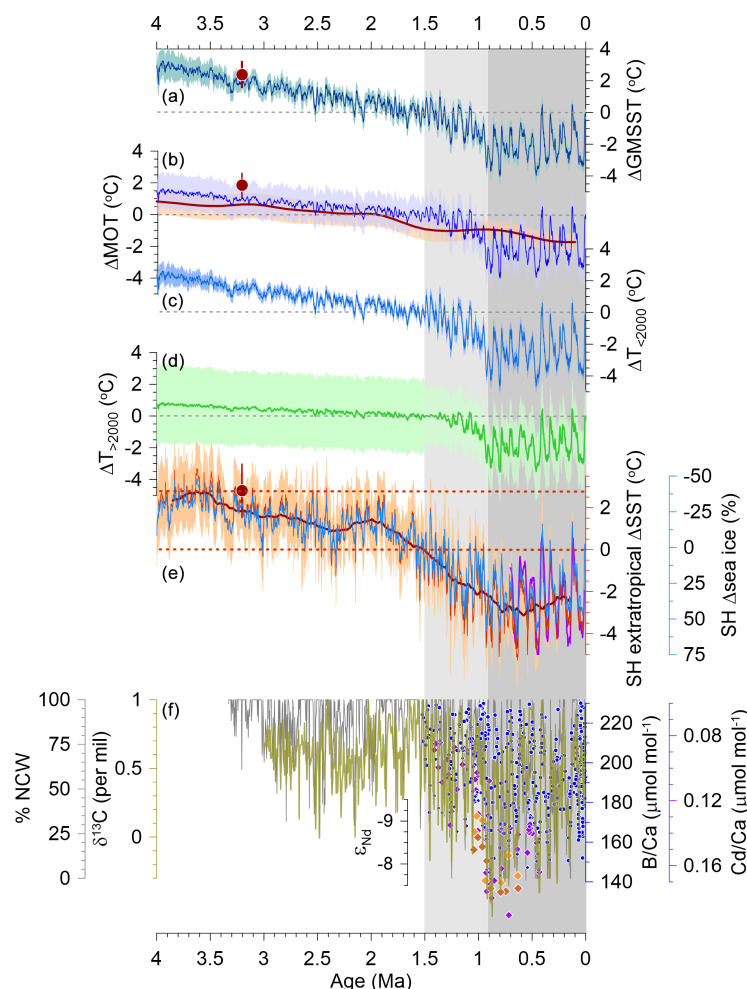 4 3.5 3 2.5 2 1.5 1 0.5 0
4
2
0
-2
-4
ΔGMSST (ºC)
(a)
(b)
4
2
0
-2
-4
ΔMOT (ºC)
(c)
4
2
0
-2
-4
ΔT<2000 (ºC)
(d)
4
2
0
-2
-4
ΔT>2000 (ºC)
(e)
2
0
-2
-4
SH extratropical ΔSST (ºC)
-50
-25
0
25
50
75
SH Δsea ice (%)
(f)
100
75
50
25
0
% NCW
1
0.5
0
δ¹³C (per mil)
-9
-8
εNd
220
200
180
160
140
B/Ca (μmol mol⁻¹)
0.08
0.12
0.16
Cd/Ca (μmol mol⁻¹)
4 3.5 3 2.5 2 1.5 1 0.5 0
Age (Ma)